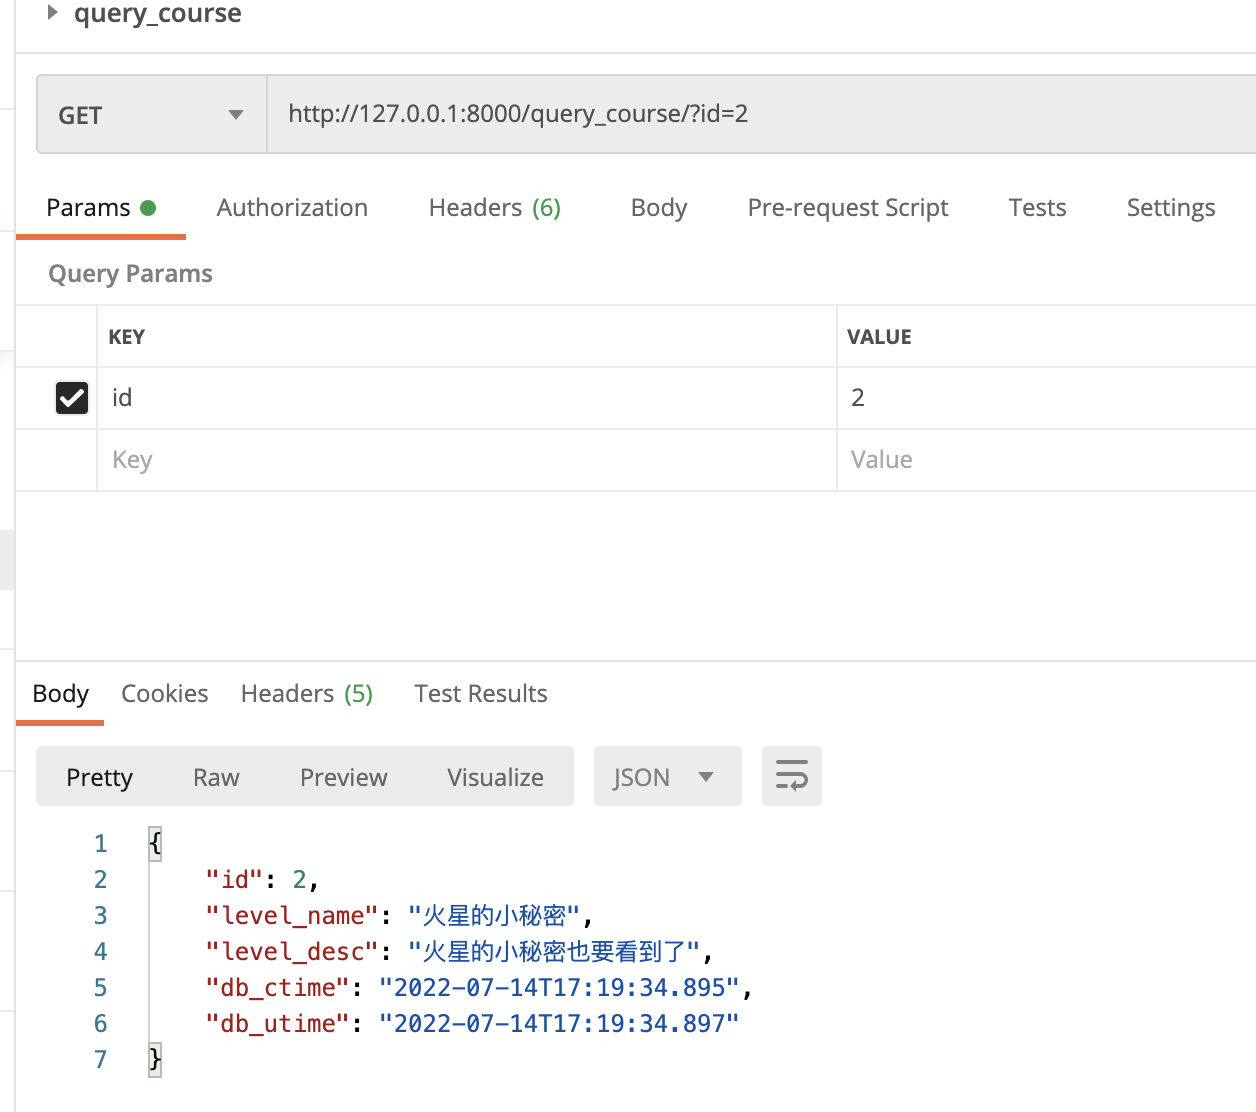 query_course
GET http://127.0.0.1:8000/query_course/?id=2
Params Authorization Headers (6) Body Pre-request Script Tests Settings
Query Params
KEY VALUE
id 2
Key Value
Body Cookies Headers (5) Test Results
Pretty Raw Preview Visualize JSON
1 {
2 "id": 2,
3 "level_name": "火星的小秘密",
4 "level_desc": "火星的小秘密也要看到了",
5 "db_ctime": "2022-07-14T17:19:34.895",
6 "db_utime": "2022-07-14T17:19:34.897"
7 }